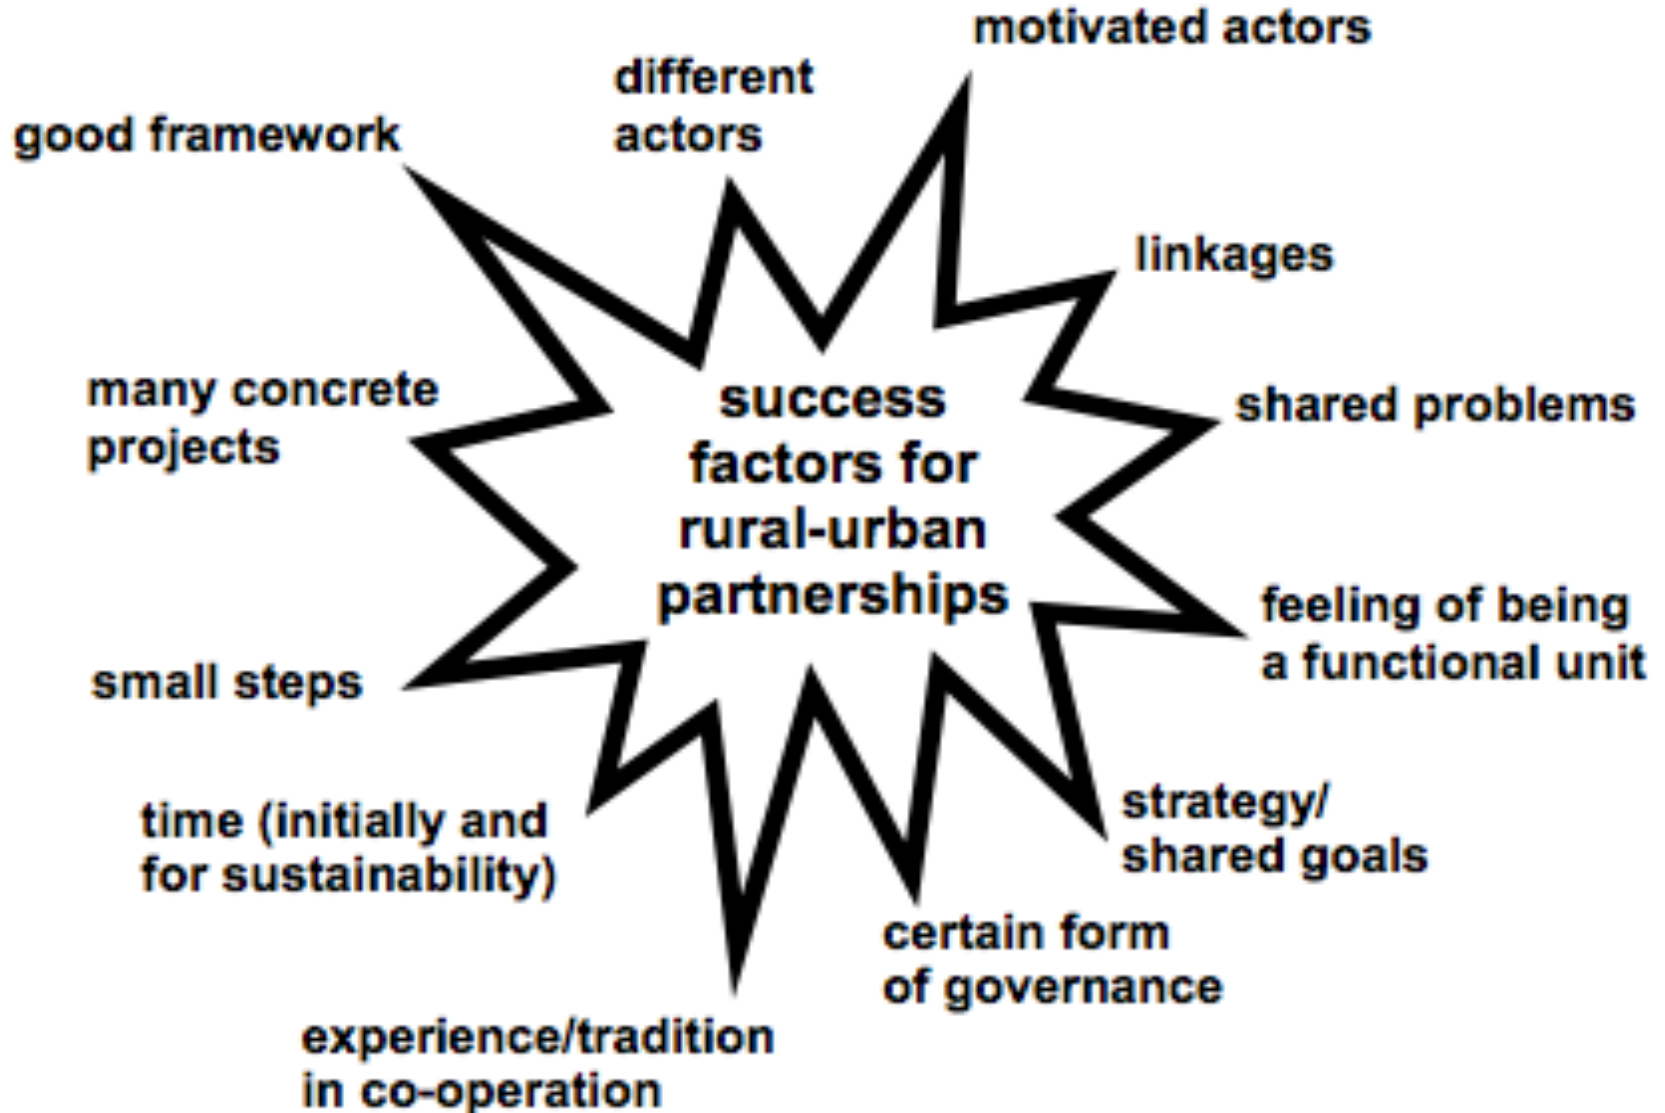 motivated actors
different
actors
good framework
linkages
many concrete
projects
success
factors for
rural-urban
partnerships
shared problems
feeling of being
a functional unit
small steps
time (initially and
for sustainability)
strategy/
shared goals
certain form
of governance
experience/tradition
in co-operation